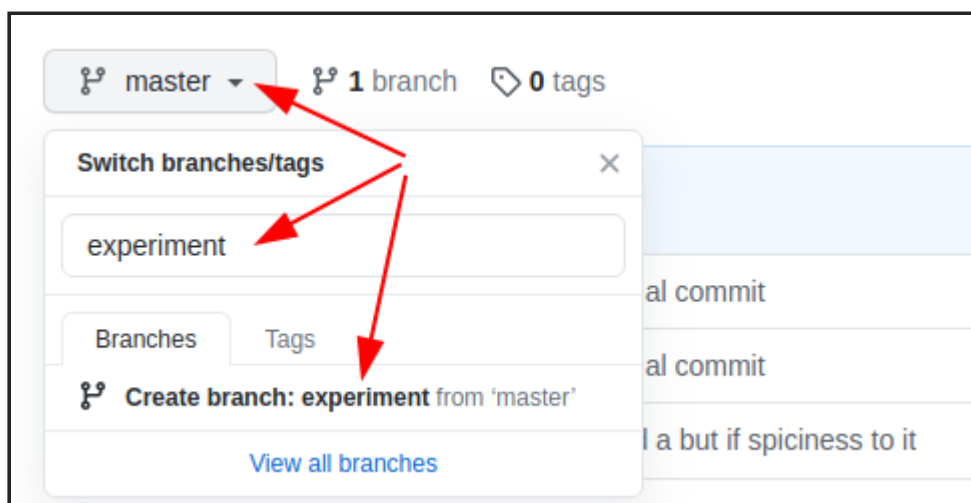 master 1 branch 0 tags
Switch branches/tags
experiment
al commit
Branches Tags
al commit
Create branch: experiment from ‘master’
a but if spiciness to it
View all branches